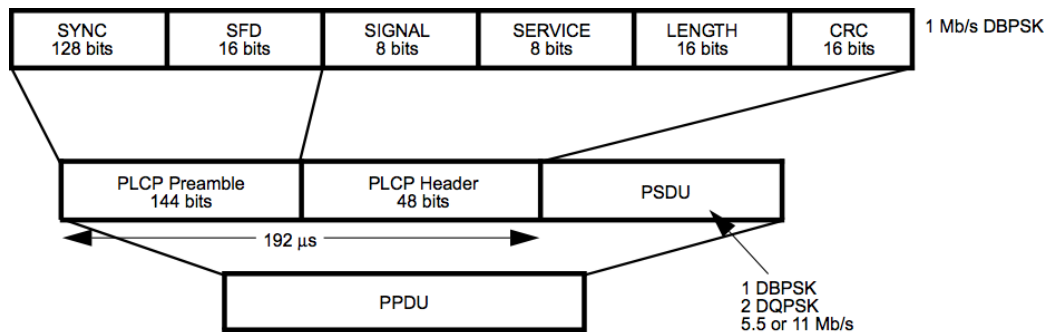 SYNC
128 bits
SFD
16 bits
SIGNAL
8 bits
SERVICE
8 bits
LENGTH
16 bits
CRC
16 bits
1 Mb/s DBPSK
PLCP Preamble
144 bits
PLCP Header
48 bits
PSDU
192 μs
PPDU
1 DBPSK
2 DQPSK
5.5 or 11 Mb/s